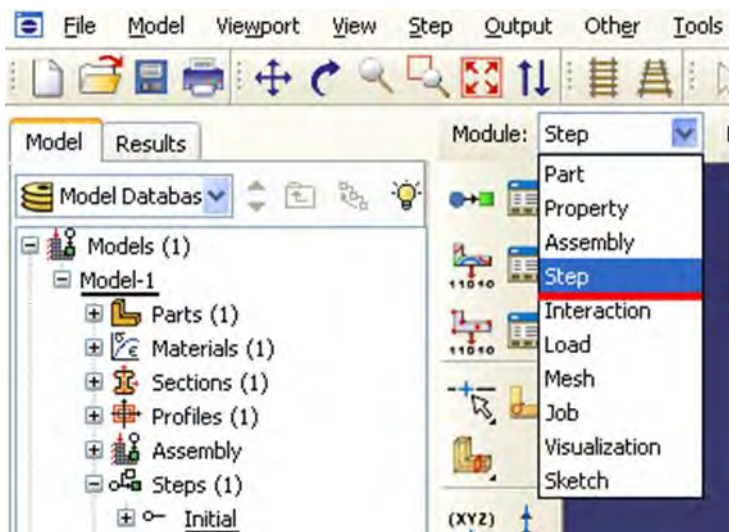 File Model Viewport View Step Output Other Tools
Model Results
Module: Step
Model Databas
Models (1)
Model-1
Parts (1)
Materials (1)
Sections (1)
Profiles (1)
Assembly
Steps (1)
Initial
Part
Property
Assembly
Step
Interaction
Load
Mesh
Job
Visualization
Sketch
11010
11010
(XYZ)